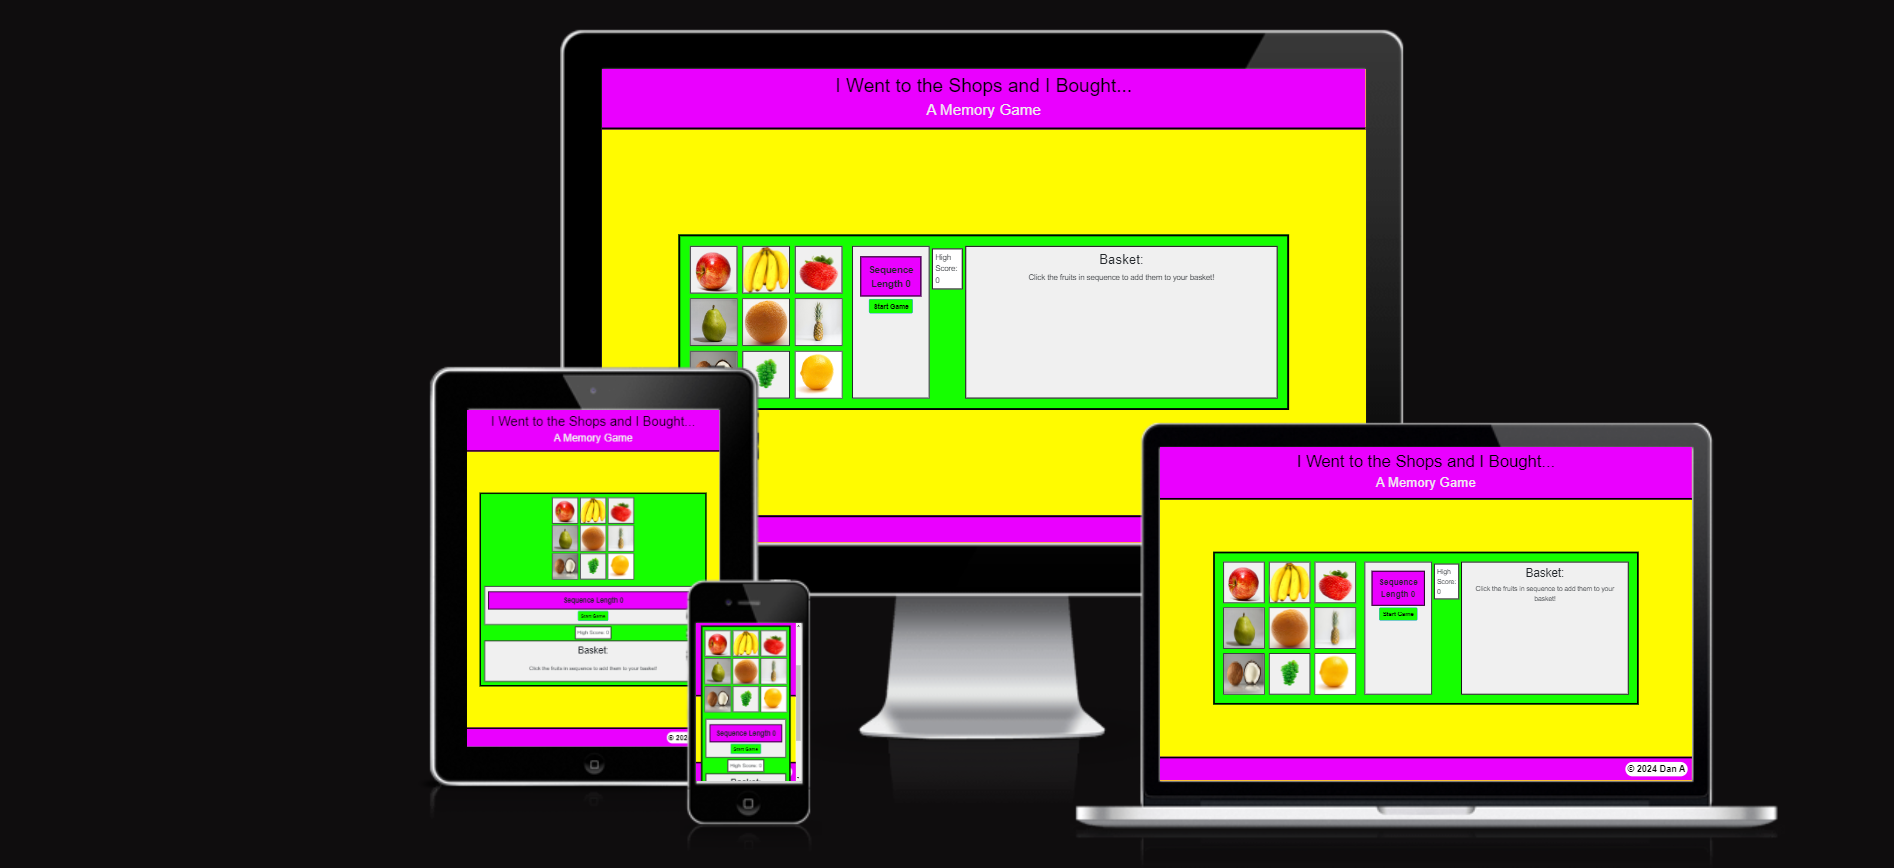 I Went to the Shops and I Bought...
A Memory Game
Sequence
Length 0
Start Game
High
Score:
0
Basket:
Click the fruits in sequence to add them to your basket!
I Went to the Shops and I Bought...
A Memory Game
Sequence Length 0
Start Game
High Score: 0
Basket:
Click the fruits in sequence to add them to your basket!
© 202
Sequence Length 0
Start Game
High Score: 0
Basket:
I Went to the Shops and I Bought...
A Memory Game
Sequence
Length 0
Start Game
High
Score:
0
Basket:
Click the fruits in sequence to add them to your
basket!
© 2024 Dan A